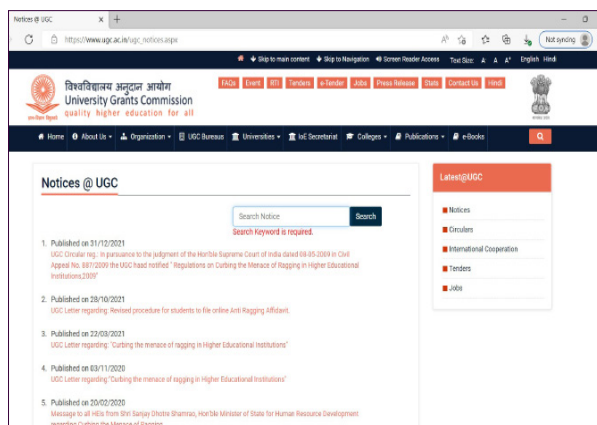 Notices @ UGC
https://www.ugc.ac.in/ugc_notices.aspx
Not syncing
Skip to main content Skip to Navigation Screen Reader Access Text Size: A- A A+ English Hindi
विश्वविद्यालय अनुदान आयोग
University Grants Commission
quality higher education for all
FAQs Event RTI Tenders e-Tender Jobs Press Release Stats Contact Us Hindi
Home About Us Organization UGC Bureaus Universities IoE Secretariat Colleges Publications e-Books
Notices @ UGC
Search Notice Search
Search Keyword is required.
1. Published on 31/12/2021
UGC Circular reg.: In pursuance to the judgment of the Hon'ble Supreme Court of India dated 08-05-2009 in Civil
Appeal No. 887/2009 the UGC haad notified " Regulations on Curbing the Menace of Ragging in Higher Educational
Institutions,2009"
2. Published on 28/10/2021
UGC Letter regarding: Revised procedure for students to file online Anti Ragging Affidavit.
3. Published on 22/03/2021
UGC Letter regarding: "Curbing the menace of ragging in Higher Educational Institutions"
4. Published on 03/11/2020
UGC Letter regarding "Curbing the menace of ragging in Higher Educational Institutions"
5. Published on 20/02/2020
Message to all HEIs from Shri Sanjay Dhotre Shamrao, Hon'ble Minister of State for Human Resource Development
regarding Curbing the Menace of Ragging
Latest@UGC
Notices
Circulars
International Cooperation
Tenders
Jobs